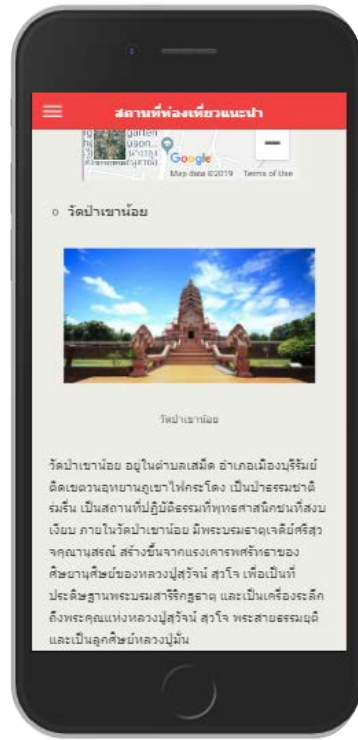 สถานที่ท่องเที่ยวแนะนำ
garten
Google
Map data ©2019 Terms of Use
วัดป่าเขาน้อย
วัดป่าเขาน้อย
วัดป่าเขาน้อย อยู่ในตำบลเสม็ด อำเภอเมืองบุรีรัมย์
ติดเขตวนอุทยานภูเขาไฟกระโดง เป็นป่าธรรมชาติ
ร่มรื่น เป็นสถานที่ปฏิบัติธรรมที่พุทธศาสนิกชนที่สงบ
เงียบ ภายในวัดป่าเขาน้อย มีพระบรมธาตุเจดีย์ศรีสุว
จคุณานุสรณ์ สร้างขึ้นจากแรงเคารพศรัทธาของ
ศิษยานุศิษย์ของหลวงปู่สุวัจน์ สุวโจ เพื่อเป็นที่
ประดิษฐานพระบรมสารีริกฐธาตุ และเป็นเครื่องระลึก
ถึงพระคุณแห่งหลวงปู่สุวัจน์ สุวโจ พระสายธรรมยุติ
และเป็นลูกศิษย์หลวงปู่มั่น